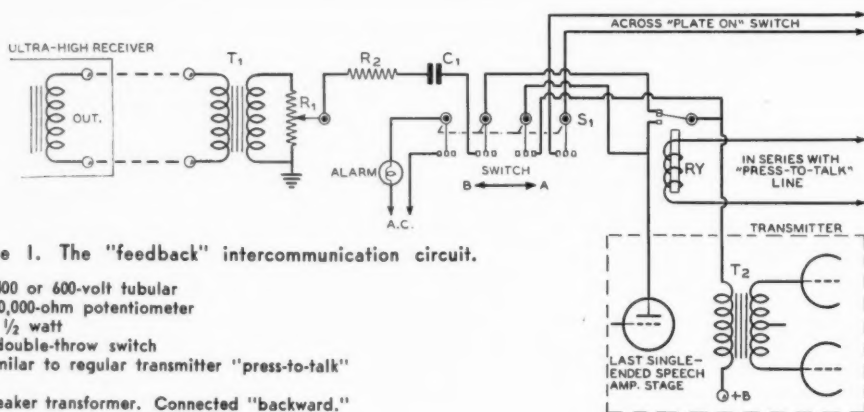 ULTRA-HIGH RECEIVER
OUT.
T1
R1
R2
C1
ACROSS "PLATE ON" SWITCH
S1
ALARM
SWITCH
B A
A.C.
RY
IN SERIES WITH
"PRESS-TO-TALK"
LINE
TRANSMITTER
T2
LAST SINGLE-
ENDED SPEECH
AMP. STAGE
+B
e 1. The "feedback" intercommunication circuit.
00 or 600-volt tubular
0,000-ohm potentiometer
½ watt
double-throw switch
milar to regular transmitter "press-to-talk"
eaker transformer. Connected "backward."